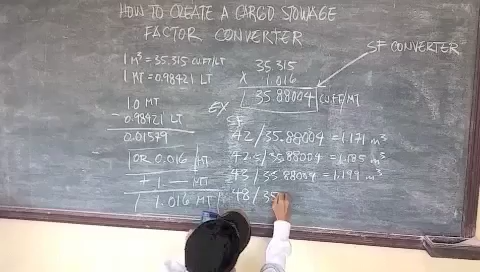 HOW TO CREATE A CARGO STOWAGE
FACTOR CONVERTER
SF CONVERTER
1 M³ = 35.315 CU.FT/LT
1 MT = 0.98421 LT
35.315
X 1.016
35.88004 CU.FT/MT
1.0 MT
- 0.98421 LT
0.01579
OR 0.016 / MT
+ 1 — MT
1.016 MT
EX
SF
42 / 35.88004 = 1.171 m³
42.5 / 35.88004 = 1.185 m³
43 / 35.88004 = 1.199 m³
48 / 35